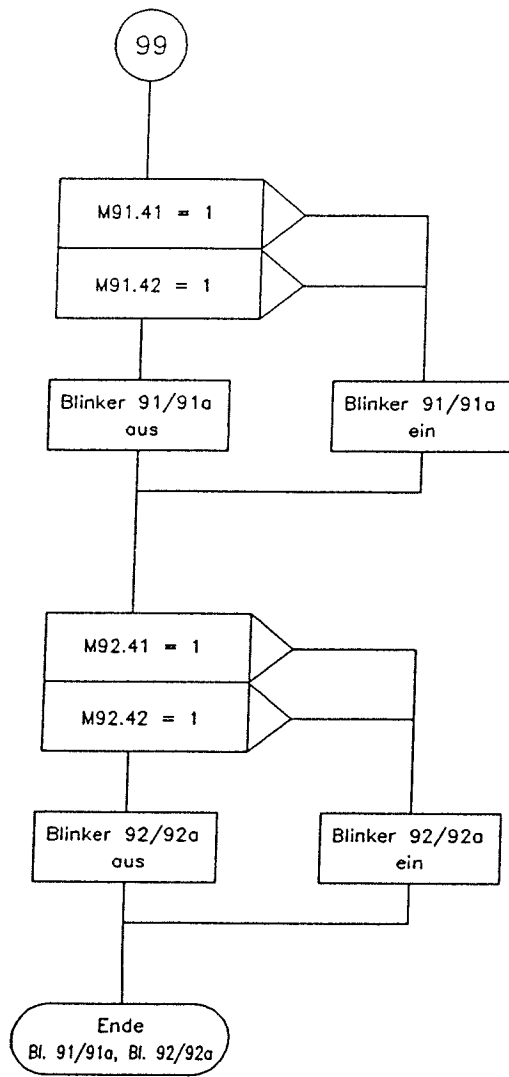 99
M91.41 = 1
M91.42 = 1
Blinker 91/91a
aus
Blinker 91/91a
ein
M92.41 = 1
M92.42 = 1
Blinker 92/92a
aus
Blinker 92/92a
ein
Ende
Bl. 91/91a, Bl. 92/92a